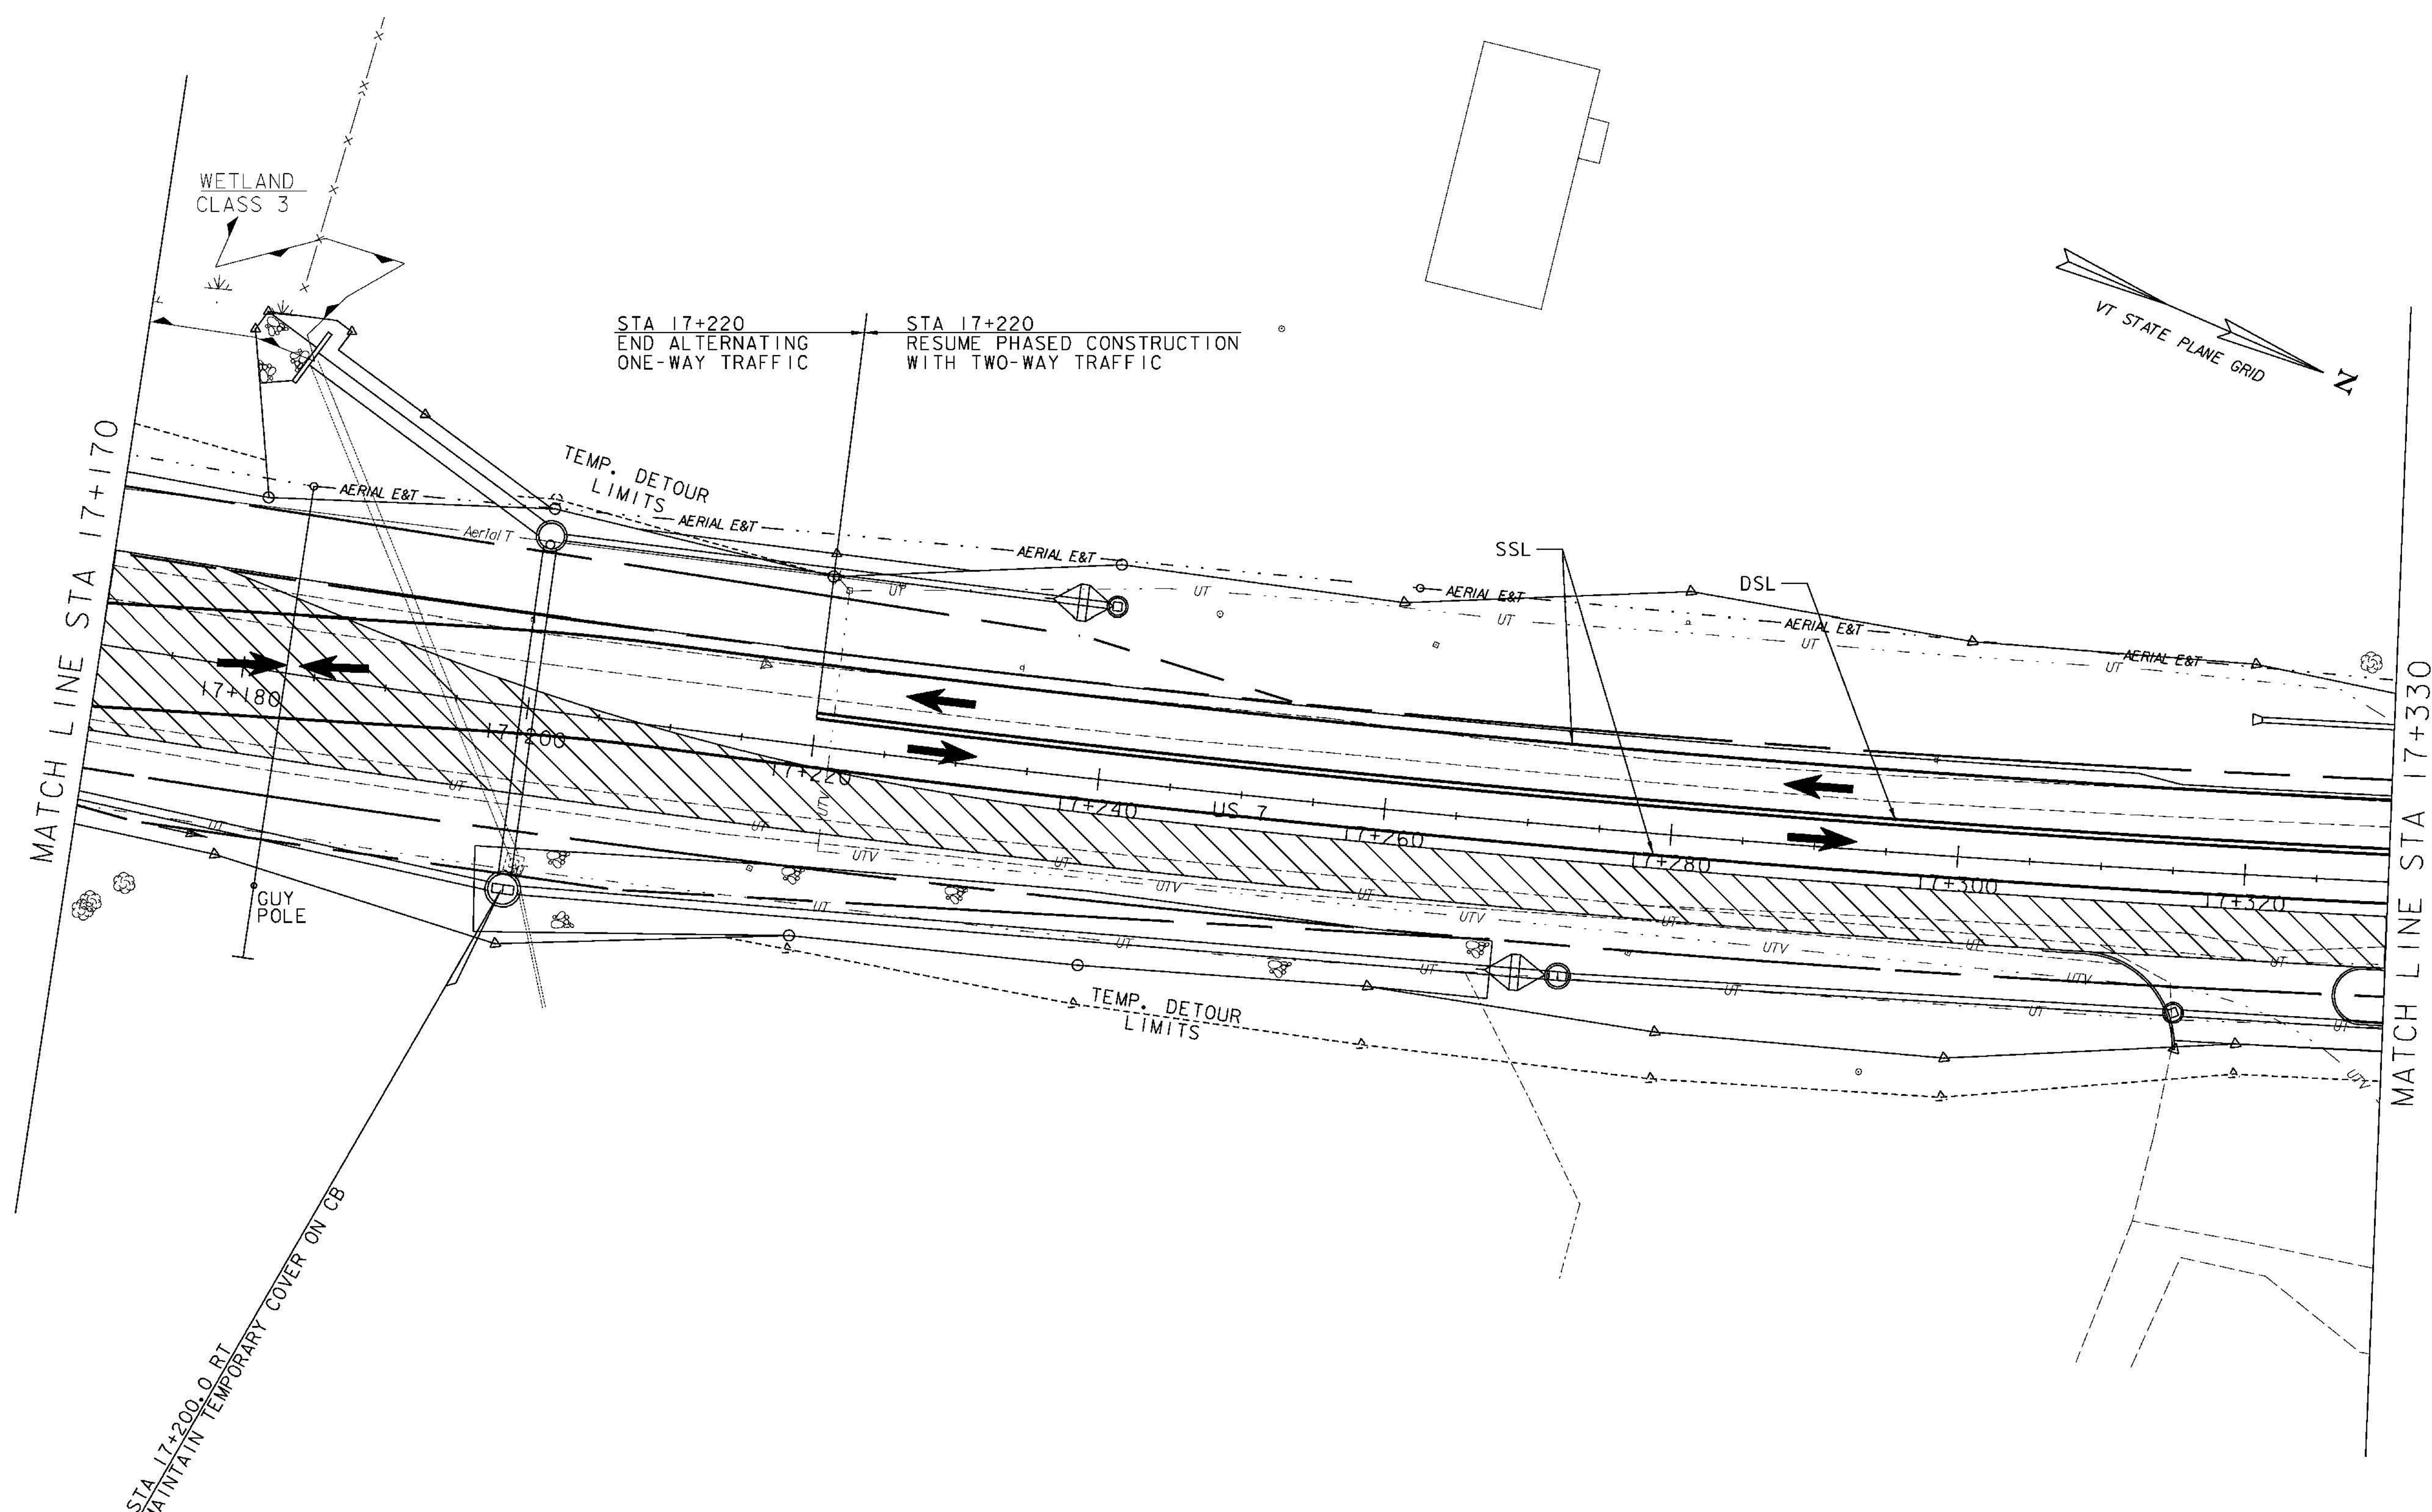 WETLAND
CLASS 3
STA 17+220
END ALTERNATING
ONE-WAY TRAFFIC
STA 17+220
RESUME PHASED CONSTRUCTION
WITH TWO-WAY TRAFFIC
VT STATE PLANE GRID
N
MATCH LINE STA 17+170
TEMP. DETOUR
LIMITS
AERIAL E&T
AERIAL E&T
AERIAL E&T
AERIAL E&T
AERIAL E&T
AERIAL E&T
Aerial T
SSL
DSL
UT
UT
UT
UT
UT
17+180
17+200
17+220
17+240
US 7
17+260
17+280
17+300
17+320
UT
UT
UT
UT
UT
UT
UT
UTV
UTV
UTV
UTV
UTV
UTV
UTV
UT
UT
UT
UT
UT
UT
UT
GUY
POLE
TEMP. DETOUR
LIMITS
MATCH LINE STA 17+330
STA 17+200.0 RT
MAINTAIN TEMPORARY COVER ON CB